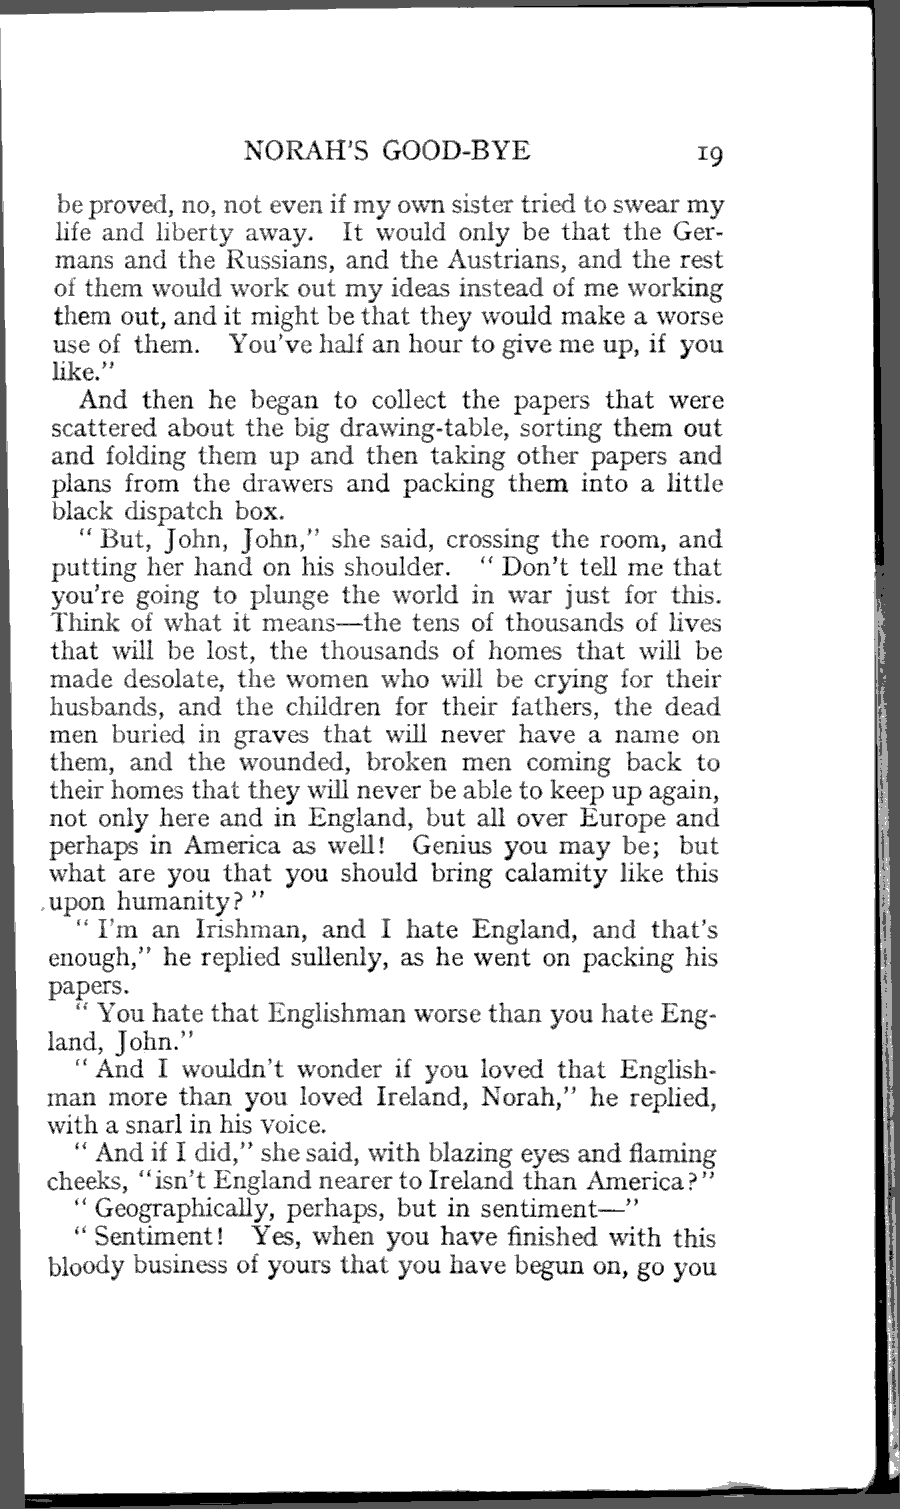 NORAH'S GOOD-BYE 19
be proved, no, not even if my own sister tried to swear my
life and liberty away. It would only be that the Ger-
mans and the Russians, and the Austrians, and the rest
of them would work out my ideas instead of me working
them out, and it might be that they would make a worse
use of them. You've half an hour to give me up, if you
like."
And then he began to collect the papers that were
scattered about the big drawing-table, sorting them out
and folding them up and then taking other papers and
plans from the drawers and packing them into a little
black dispatch box.
" But, John, John," she said, crossing the room, and
putting her hand on his shoulder. " Don't tell me that
you're going to plunge the world in war just for this.
Think of what it means—the tens of thousands of lives
that will be lost, the thousands of homes that will be
made desolate, the women who will be crying for their
husbands, and the children for their fathers, the dead
men buried in graves that will never have a name on
them, and the wounded, broken men coming back to
their homes that they will never be able to keep up again,
not only here and in England, but all over Europe and
perhaps in America as well! Genius you may be; but
what are you that you should bring calamity like this
upon humanity? "
" I'm an Irishman, and I hate England, and that's
enough," he replied sullenly, as he went on packing his
papers.
" You hate that Englishman worse than you hate Eng-
land, John."
" And I wouldn't wonder if you loved that English-
man more than you loved Ireland, Norah," he replied,
with a snarl in his voice.
" And if I did," she said, with blazing eyes and flaming
cheeks, "isn't England nearer to Ireland than America?"
" Geographically, perhaps, but in sentiment—"
" Sentiment! Yes, when you have finished with this
bloody business of yours that you have begun on, go you